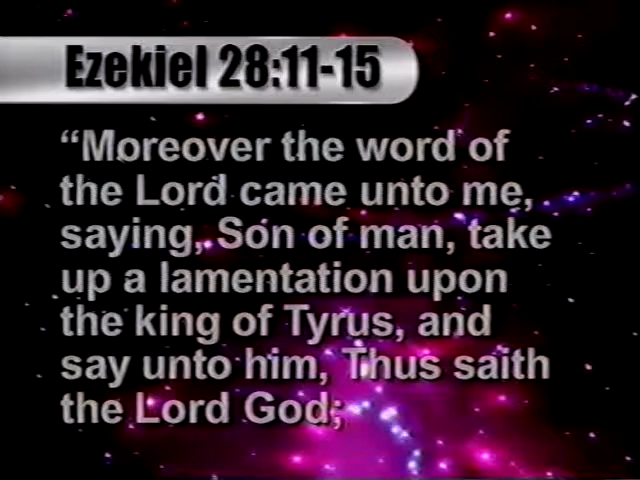 Ezekiel 28:11-15
“Moreover the word of
the Lord came unto me,
saying, Son of man, take
up a lamentation upon
the king of Tyrus, and
say unto him, Thus saith
the Lord God;